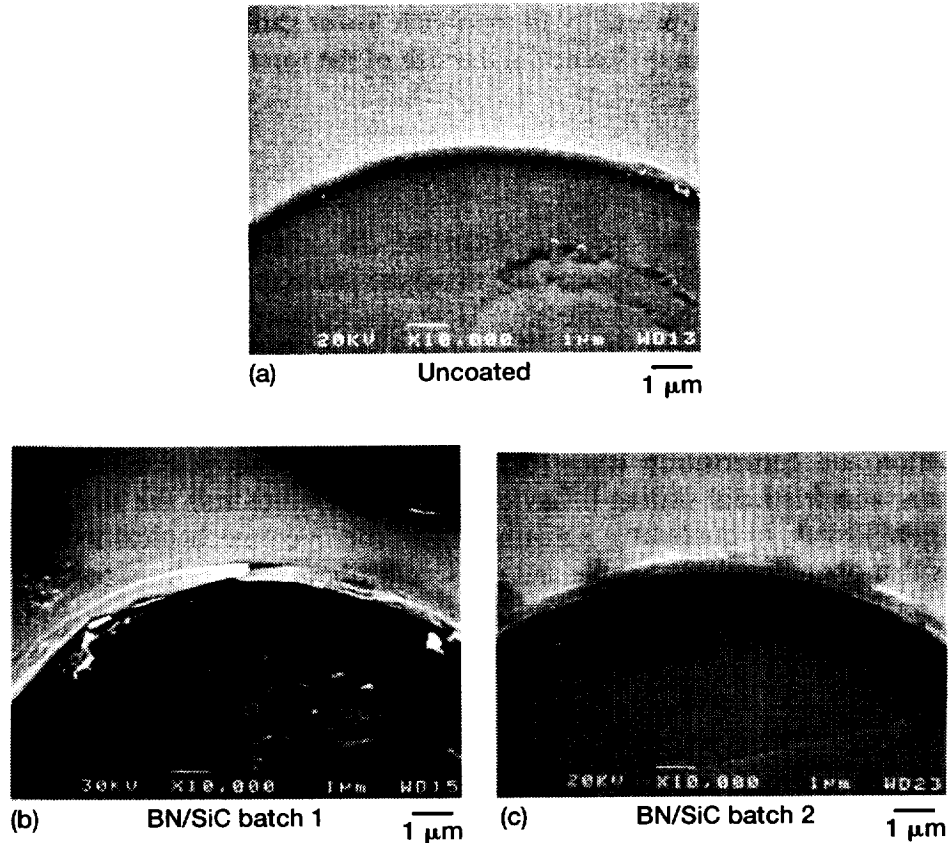 20KV X10,000 1µm WD13
(a) Uncoated 1 µm
30KV X10,000 1µm WD15
(b) BN/SiC batch 1 1 µm
20KV X10,000 1µm WD23
(c) BN/SiC batch 2 1 µm